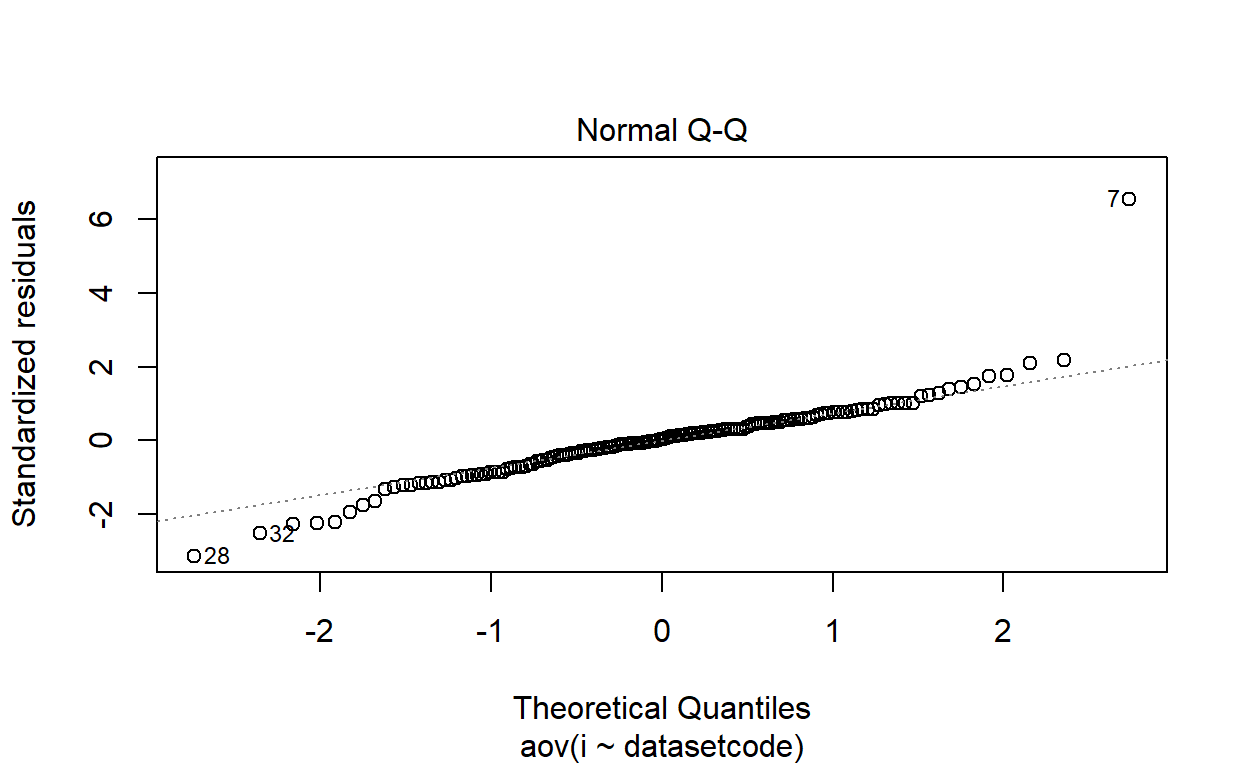 Normal Q-Q
Standardized residuals
6
4
2
0
-2
7
32
28
-2 -1 0 1 2
Theoretical Quantiles
aov(i ~ datasetcode)